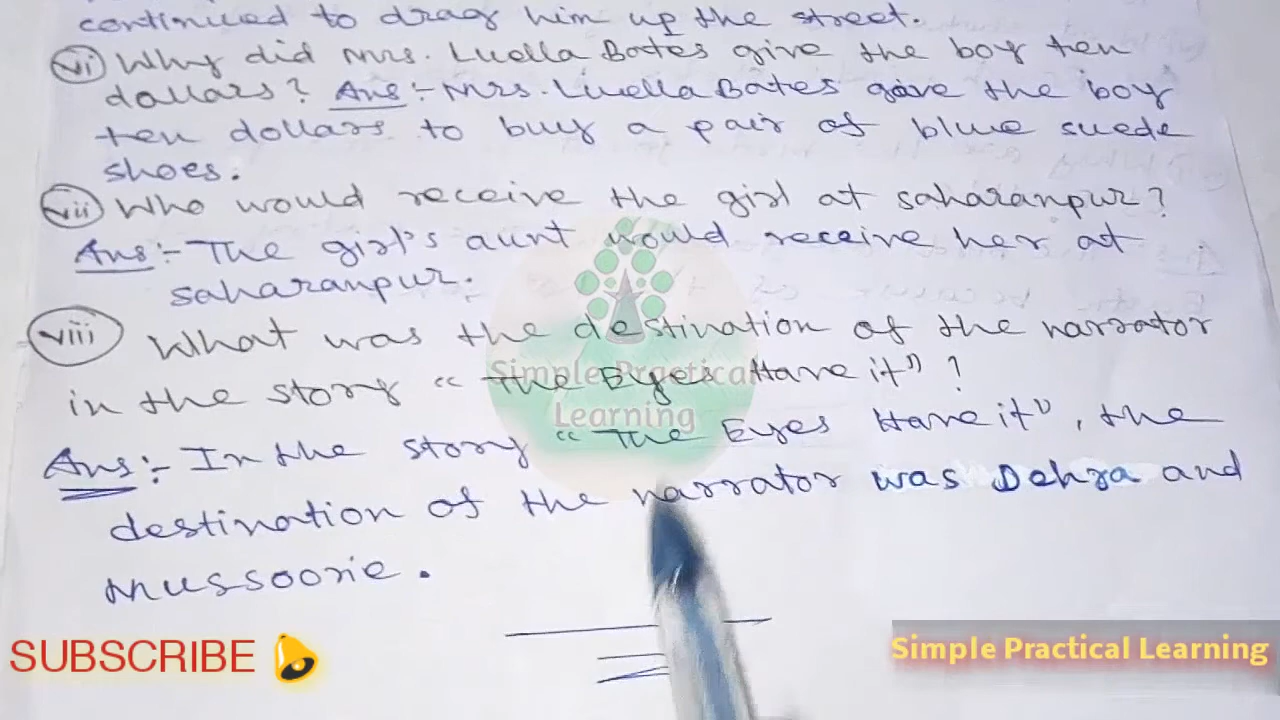 continued to drag him up the street.
vi) Why did Mrs. Luella Bates give the boy ten
dollars? Ans:- Mrs. Luella Bates gave the boy
ten dollars to buy a pair of blue suede
shoes.
vii) Who would receive the girl at saharanpur?
Ans:- The girl's aunt would receive her at
saharanpur.
viii) What was the destination of the narrator
in the story "The Eyes Have it"?
Ans:- In the story "The Eyes Have it", the
destination of the narrator was Dehra and
Mussoorie.
Simple Practical
Learning
SUBSCRIBE
Simple Practical Learning